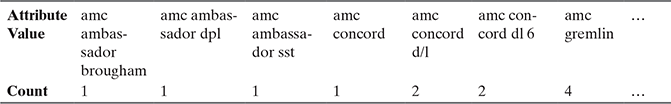 Attribute amc amc ambas- amc amc amc amc con- amc …
Value ambas- sador dpl ambassa- concord concord cord dl 6 gremlin
sador dor sst d/l
brougham
Count 1 1 1 1 2 2 4 …